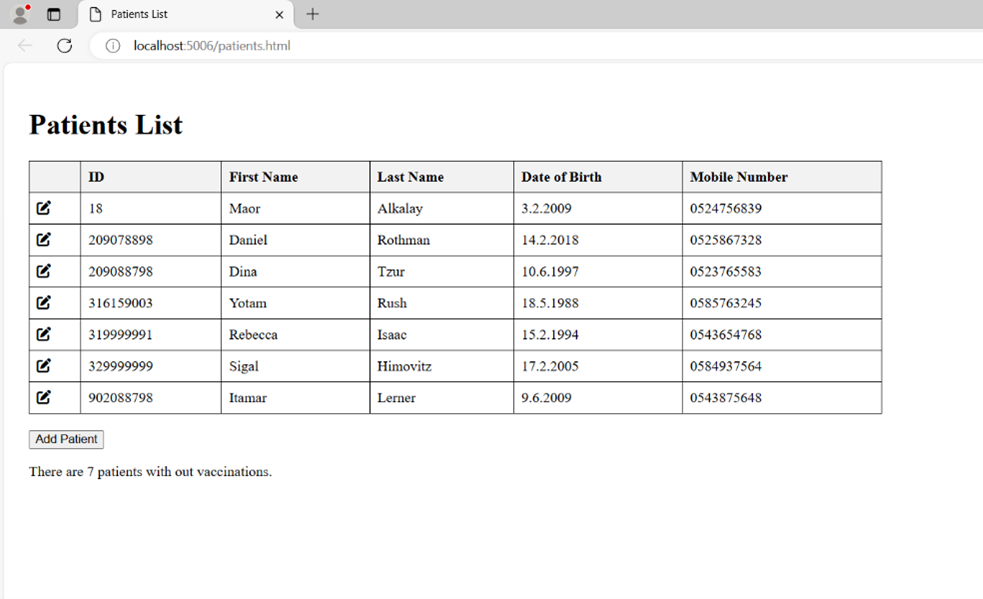 Patients List
localhost:5006/patients.html
Patients List
ID First Name Last Name Date of Birth Mobile Number
18 Maor Alkalay 3.2.2009 0524756839
209078898 Daniel Rothman 14.2.2018 0525867328
209088798 Dina Tzur 10.6.1997 0523765583
316159003 Yotam Rush 18.5.1988 0585763245
319999991 Rebecca Isaac 15.2.1994 0543654768
329999999 Sigal Himovitz 17.2.2005 0584937564
902088798 Itamar Lerner 9.6.2009 0543875648
Add Patient
There are 7 patients with out vaccinations.